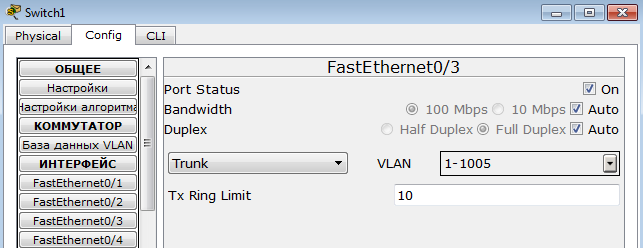 Switch1
Physical Config CLI
ОБЩЕЕ
Настройки
Настройки алгоритма
КОММУТАТОР
База данных VLAN
ИНТЕРФЕЙС
FastEthernet0/1
FastEthernet0/2
FastEthernet0/3
FastEthernet0/4
FastEthernet0/3
Port Status On
Bandwidth 100 Mbps 10 Mbps Auto
Duplex Half Duplex Full Duplex Auto
Trunk VLAN 1-1005
Tx Ring Limit 10